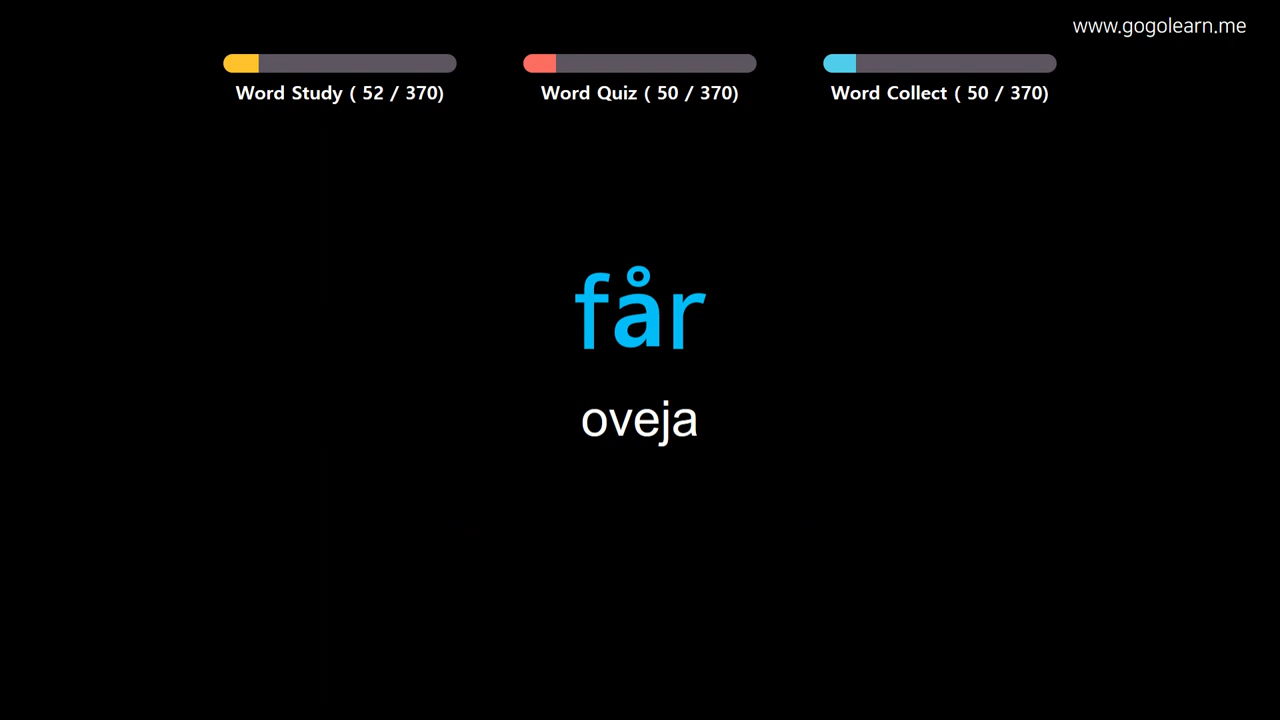 www.gogolearn.me
Word Study ( 52 / 370)
Word Quiz ( 50 / 370)
Word Collect ( 50 / 370)
får
oveja